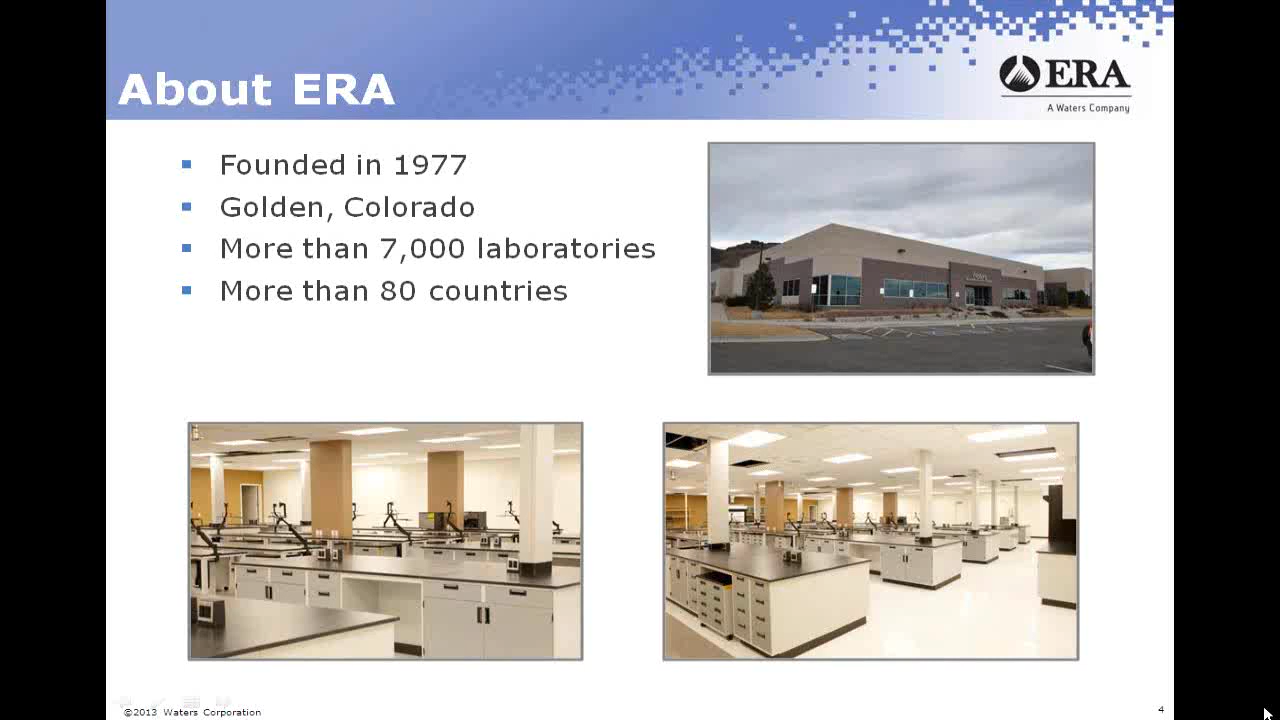 About ERA
ERA
A Waters Company
Founded in 1977
Golden, Colorado
More than 7,000 laboratories
More than 80 countries
©2013 Waters Corporation
4